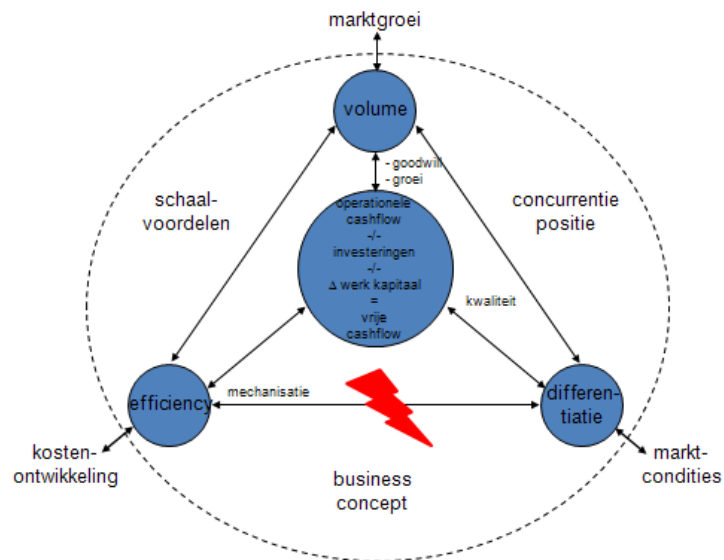 marktgroei
volume
- goodwill
- groei
schaal-
voordelen
concurrentie
positie
operationele
cashflow
-/-
investeringen
-/-
Δ werk kapitaal
=
vrije
cashflow
kwaliteit
mechanisatie
efficiency
differen-
tiatie
kosten-
ontwikkeling
business
concept
markt-
condities